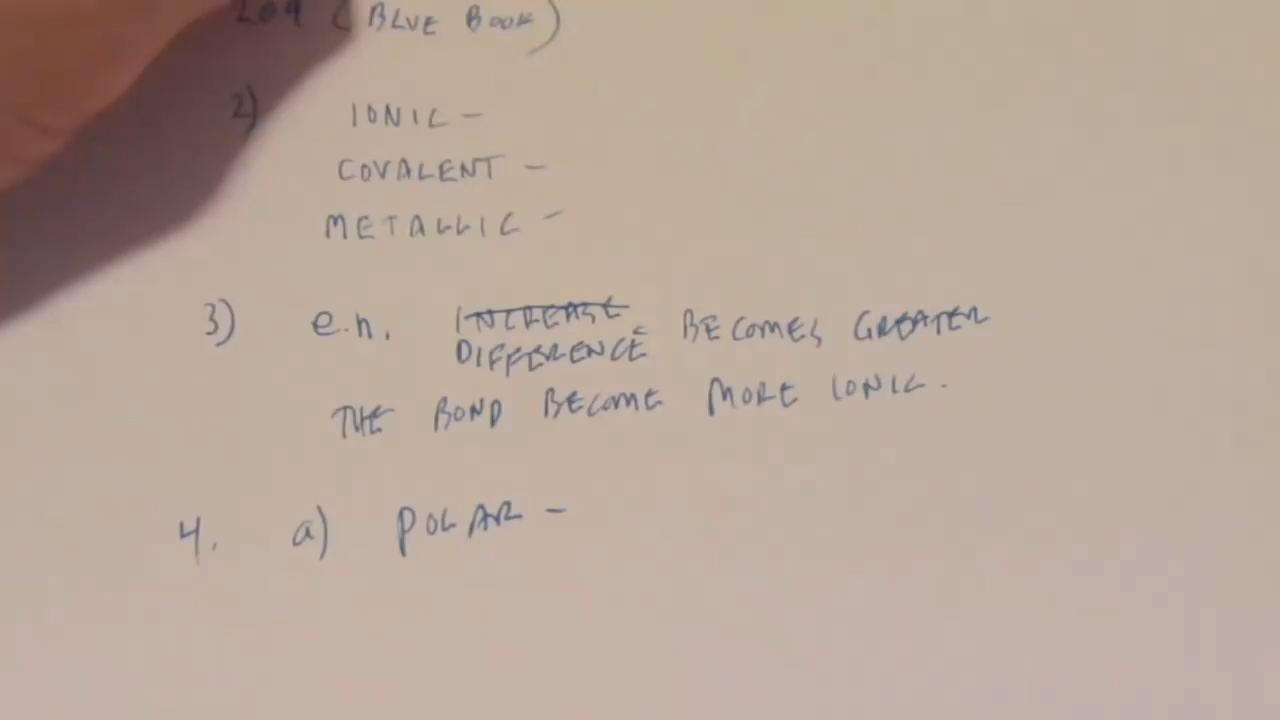 (BLUE BOOK)
2) IONIC -
COVALENT -
METALLIC -
3) e.n. INCREASE
DIFFERENCE BECOMES GREATER
THE BOND BECOME MORE IONIC.
4. a) POLAR -